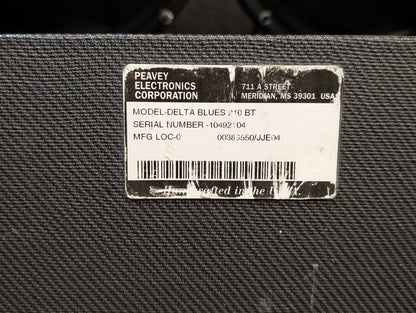 PEAVEY
ELECTRONICS
CORPORATION
711 A STREET
MERIDIAN, MS 39301 USA
MODEL-DELTA BLUES 210 BT
SERIAL NUMBER -10492104
MFG LOC-0 00385550/JJE04
Handcrafted in the U.S.A.